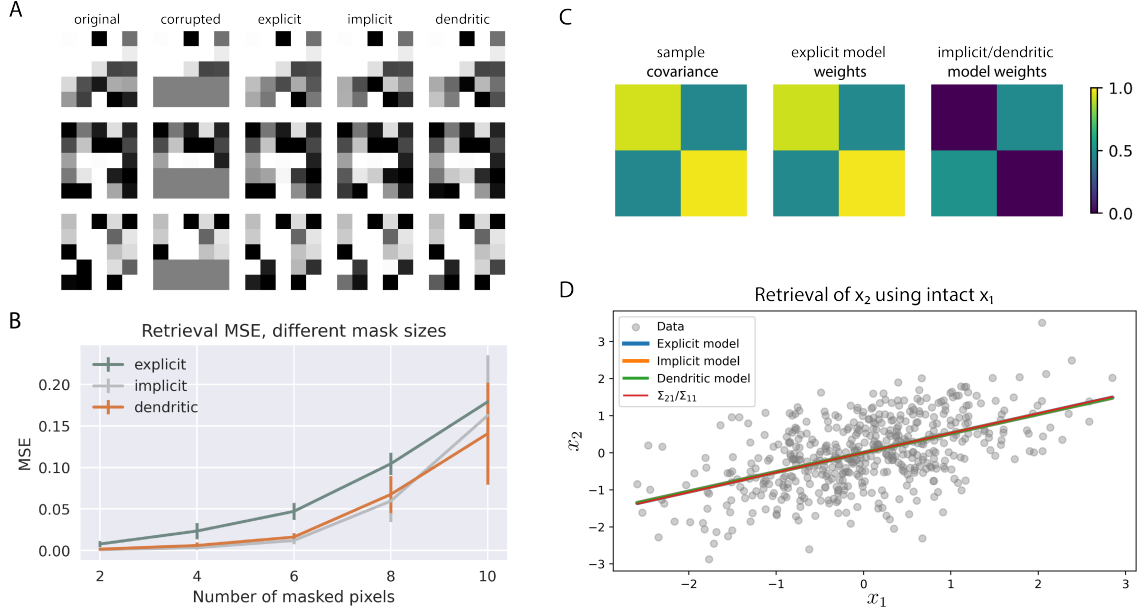 A
original corrupted explicit implicit dendritic
B
Retrieval MSE, different mask sizes
explicit
implicit
dendritic
0.20
0.15
0.10
0.05
0.00
MSE
2 4 6 8 10
Number of masked pixels
C
sample
covariance
explicit model
weights
implicit/dendritic
model weights
1.0
0.5
0.0
D
Retrieval of x₂ using intact x₁
Data
Explicit model
Implicit model
Dendritic model
Σ₂₁/Σ₁₁
3
2
1
0
−1
−2
−3
x₂
−2 −1 0 1 2 3
x₁